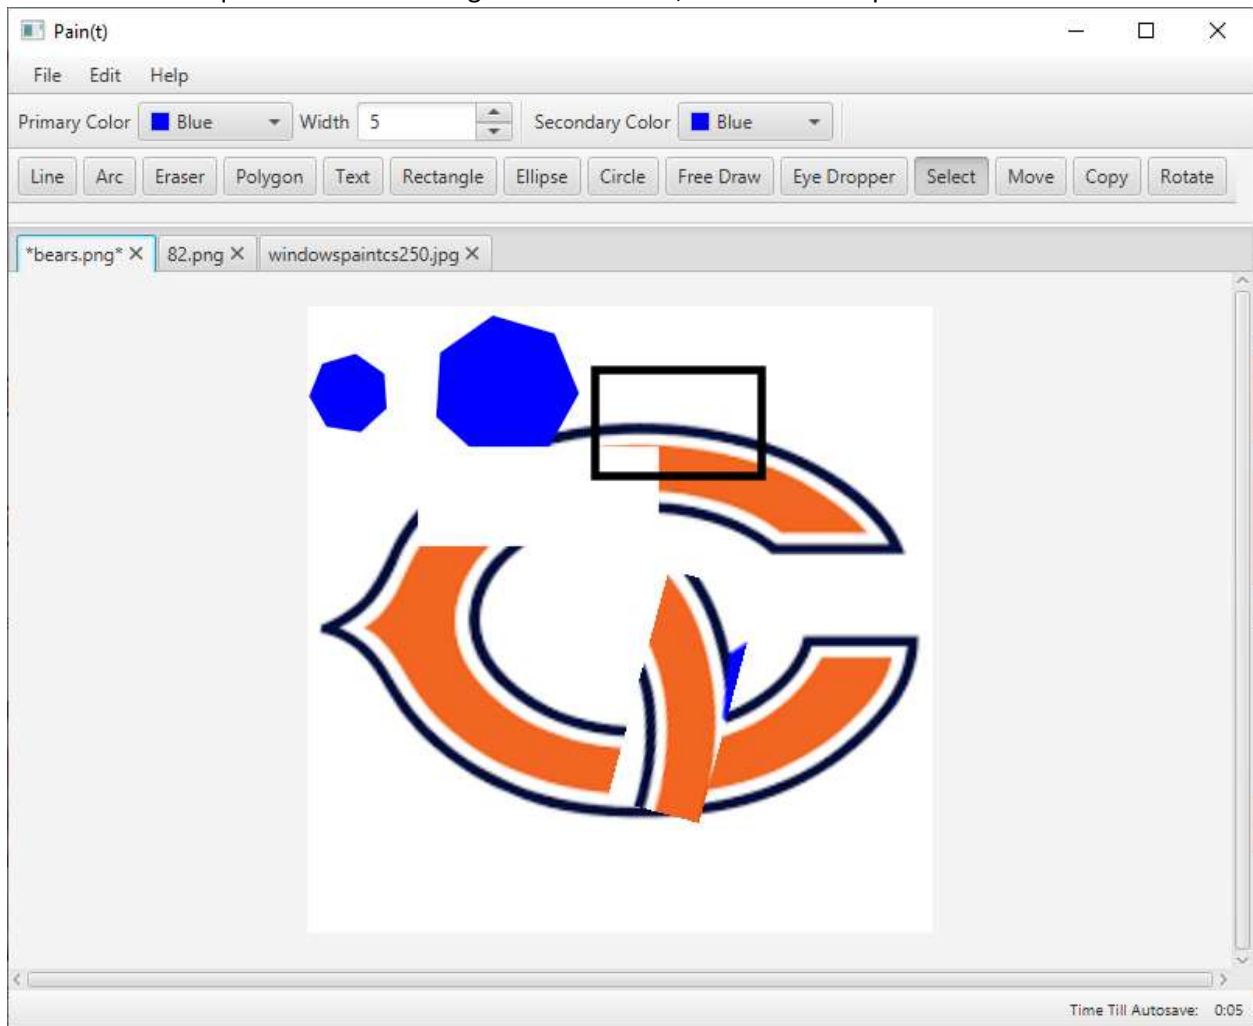 Pain(t)
File Edit Help
Primary Color Blue Width 5 Secondary Color Blue
Line Arc Eraser Polygon Text Rectangle Ellipse Circle Free Draw Eye Dropper Select Move Copy Rotate
*bears.png* 82.png windowspaintcs250.jpg
Time Till Autosave: 0:05